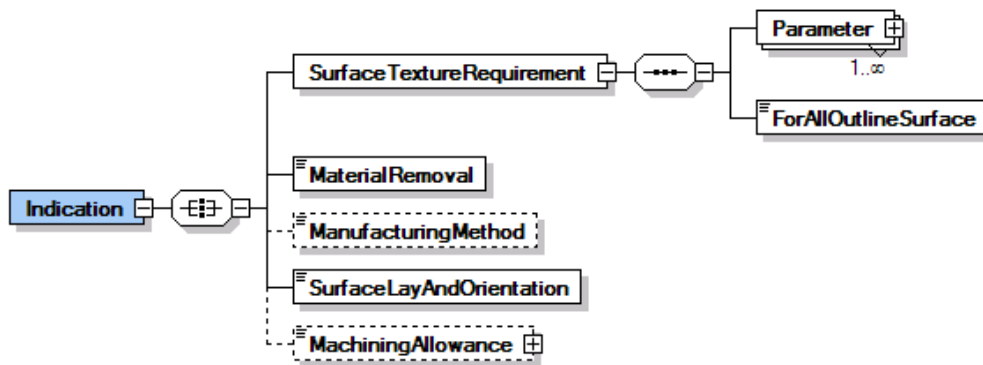 Parameter
1..∞
SurfaceTextureRequirement
ForAllOutlineSurface
MaterialRemoval
Indication
ManufacturingMethod
SurfaceLayAndOrientation
MachiningAllowance